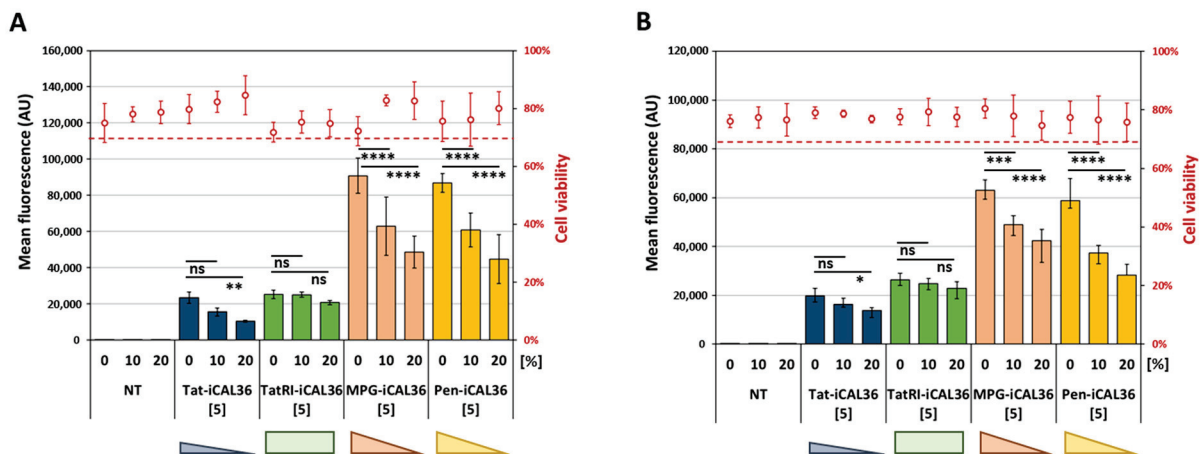 A
160,000
140,000
120,000
100,000
80,000
60,000
40,000
20,000
0
Mean fluorescence (AU)
100%
80%
60%
40%
20%
0%
Cell viability
ns
**
ns
ns
****
****
****
****
0 10 20 0 10 20 0 10 20 0 10 20 0 10 20 [%]
NT Tat-iCAL36 TatRI-iCAL36 MPG-iCAL36 Pen-iCAL36
[5] [5] [5] [5]
B
120,000
100,000
80,000
60,000
40,000
20,000
0
Mean fluorescence (AU)
100%
80%
60%
40%
20%
0%
Cell viability
ns
*
ns
ns
***
****
****
****
0 10 20 0 10 20 0 10 20 0 10 20 0 10 20 [%]
NT Tat-iCAL36 TatRI-iCAL36 MPG-iCAL36 Pen-iCAL36
[5] [5] [5] [5]